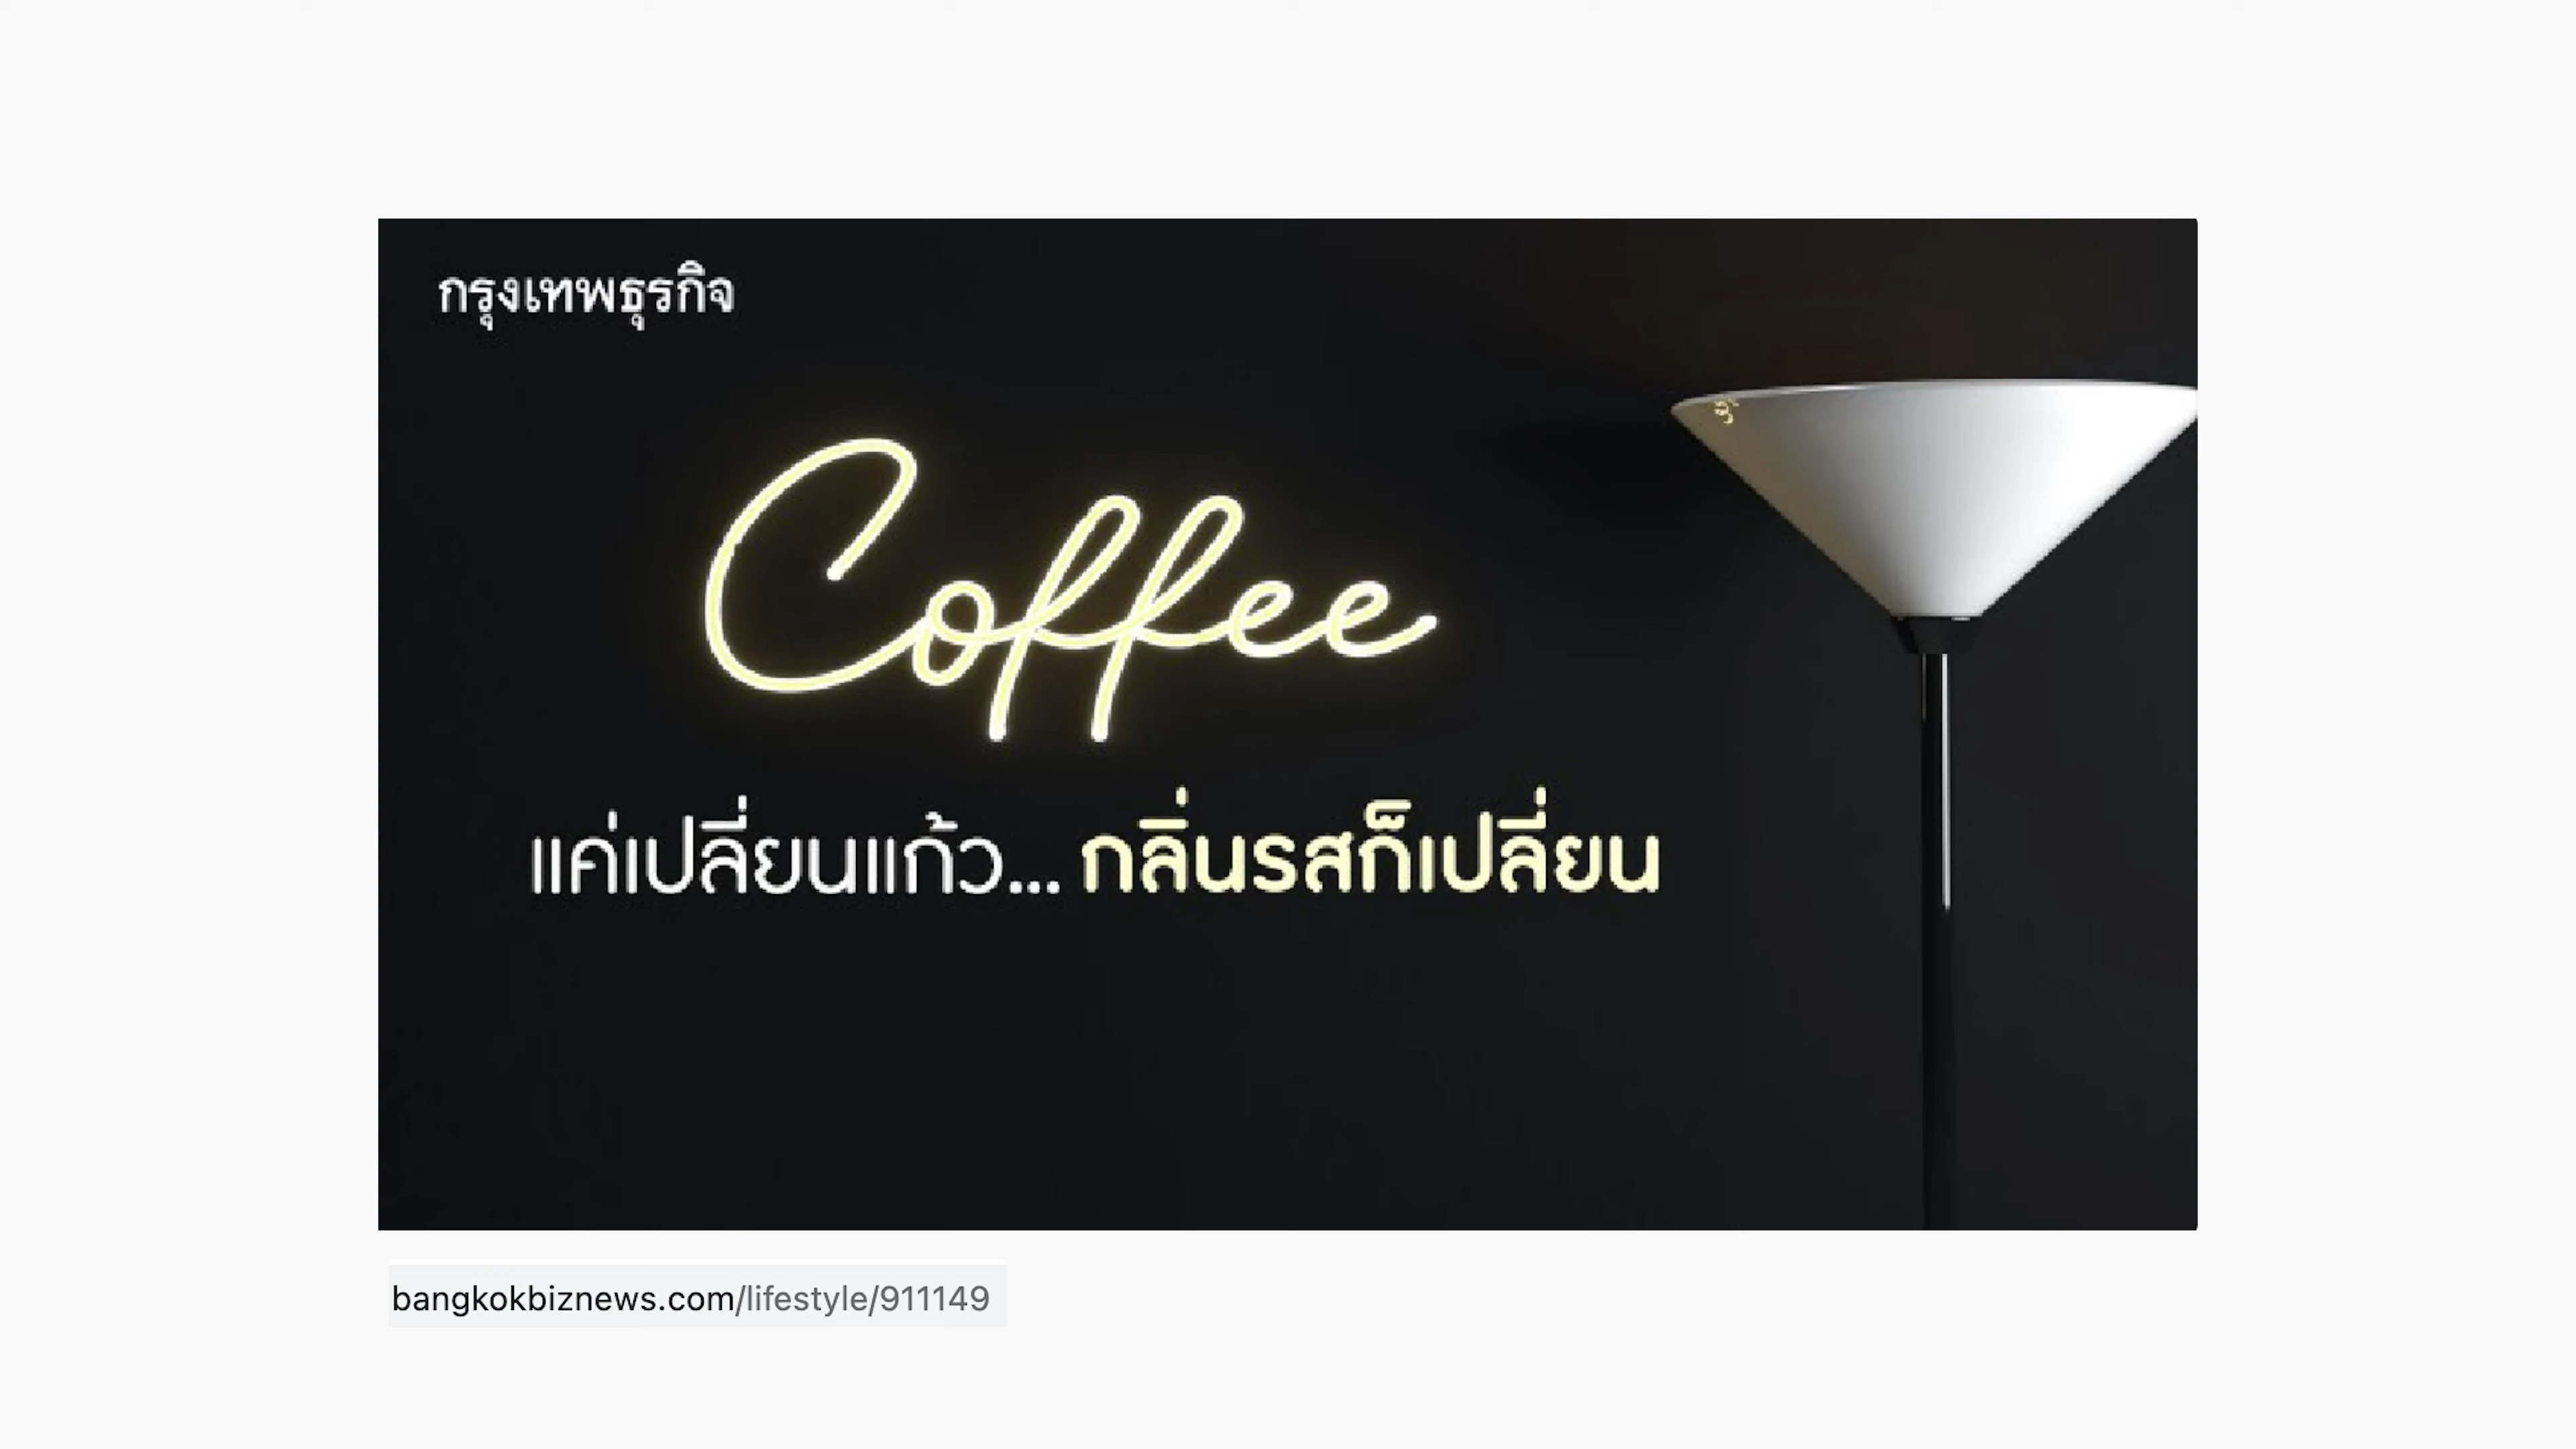 กรุงเทพธุรกิจ
Coffee
แค่เปลี่ยนแก้ว... กลิ่นรสก็เปลี่ยน
bangkokbiznews.com/lifestyle/911149